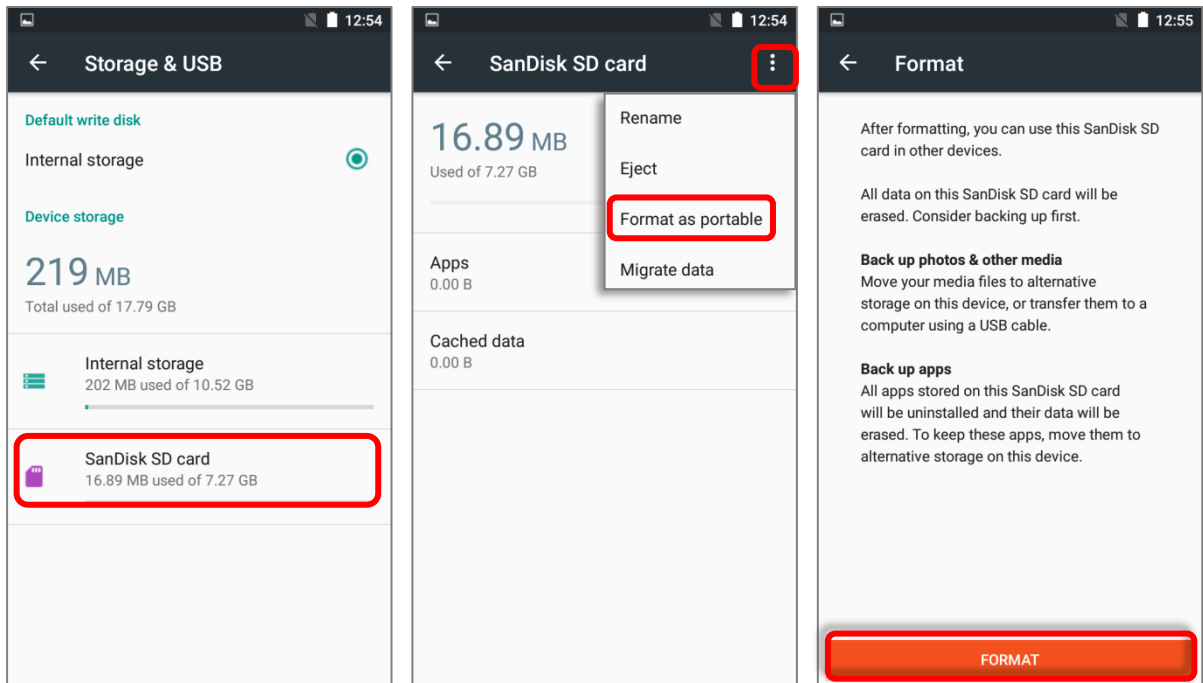 12:54
Storage & USB
Default write disk
Internal storage
Device storage
219 MB
Total used of 17.79 GB
Internal storage
202 MB used of 10.52 GB
SanDisk SD card
16.89 MB used of 7.27 GB
12:54
SanDisk SD card
16.89 MB
Used of 7.27 GB
Apps
0.00 B
Cached data
0.00 B
Rename
Eject
Format as portable
Migrate data
12:55
Format
After formatting, you can use this SanDisk SD
card in other devices.
All data on this SanDisk SD card will be
erased. Consider backing up first.
Back up photos & other media
Move your media files to alternative
storage on this device, or transfer them to a
computer using a USB cable.
Back up apps
All apps stored on this SanDisk SD card
will be uninstalled and their data will be
erased. To keep these apps, move them to
alternative storage on this device.
FORMAT